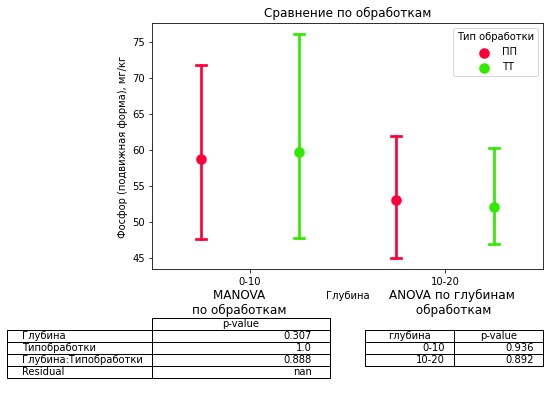 Сравнение по обработкам
Фосфор (подвижная форма), мг/кг
75
70
65
60
55
50
45
Тип обработки
ПП
ТТ
0-10
10-20
Глубина
MANOVA
по обработкам
p-value
Глубина 0.307
Типобработки 1.0
Глубина:Типобработки 0.888
Residual nan
ANOVA по глубинам
обработкам
глубина p-value
0-10 0.936
10-20 0.892